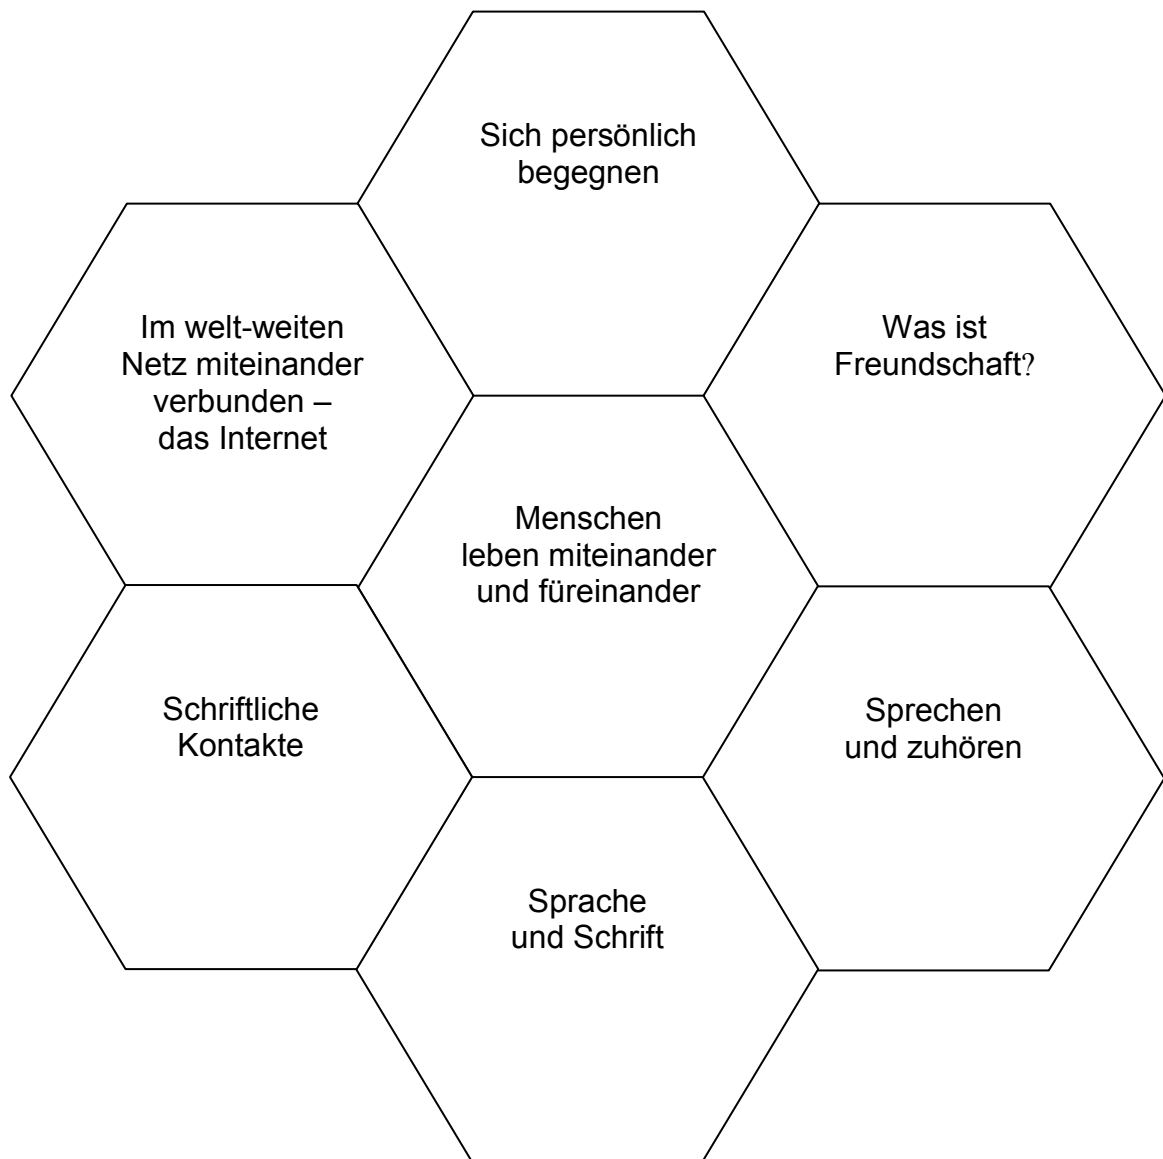 Sich persönlich
begegnen
Im welt-weiten
Netz miteinander
verbunden –
das Internet
Was ist
Freundschaft?
Menschen
leben miteinander
und füreinander
Schriftliche
Kontakte
Sprechen
und zuhören
Sprache
und Schrift